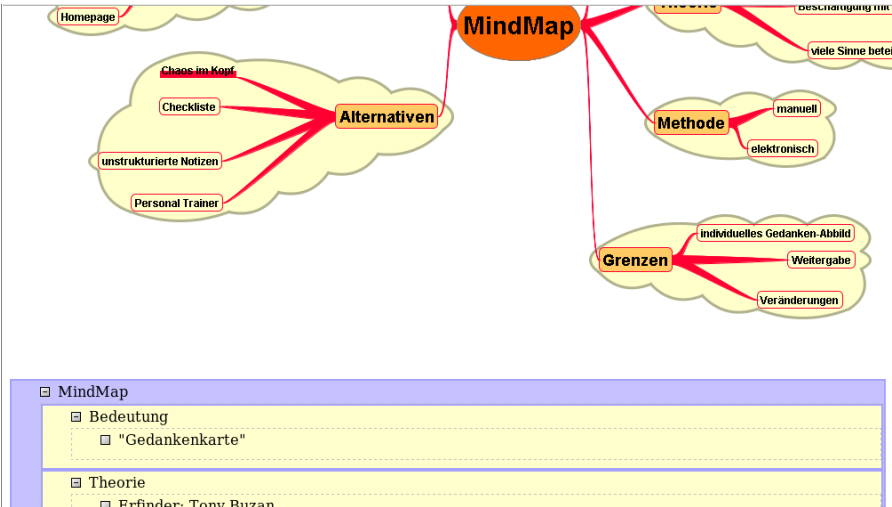 Homepage
MindMap
Theorie
Beschäftigung mit
viele Sinne betei
Chaos im Kopf
Checkliste
unstrukturierte Notizen
Personal Trainer
Alternativen
Methode
manuell
elektronisch
Grenzen
individuelles Gedanken-Abbild
Weitergabe
Veränderungen
MindMap
Bedeutung
"Gedankenkarte"
Theorie
Erfinder: Tony Buzan